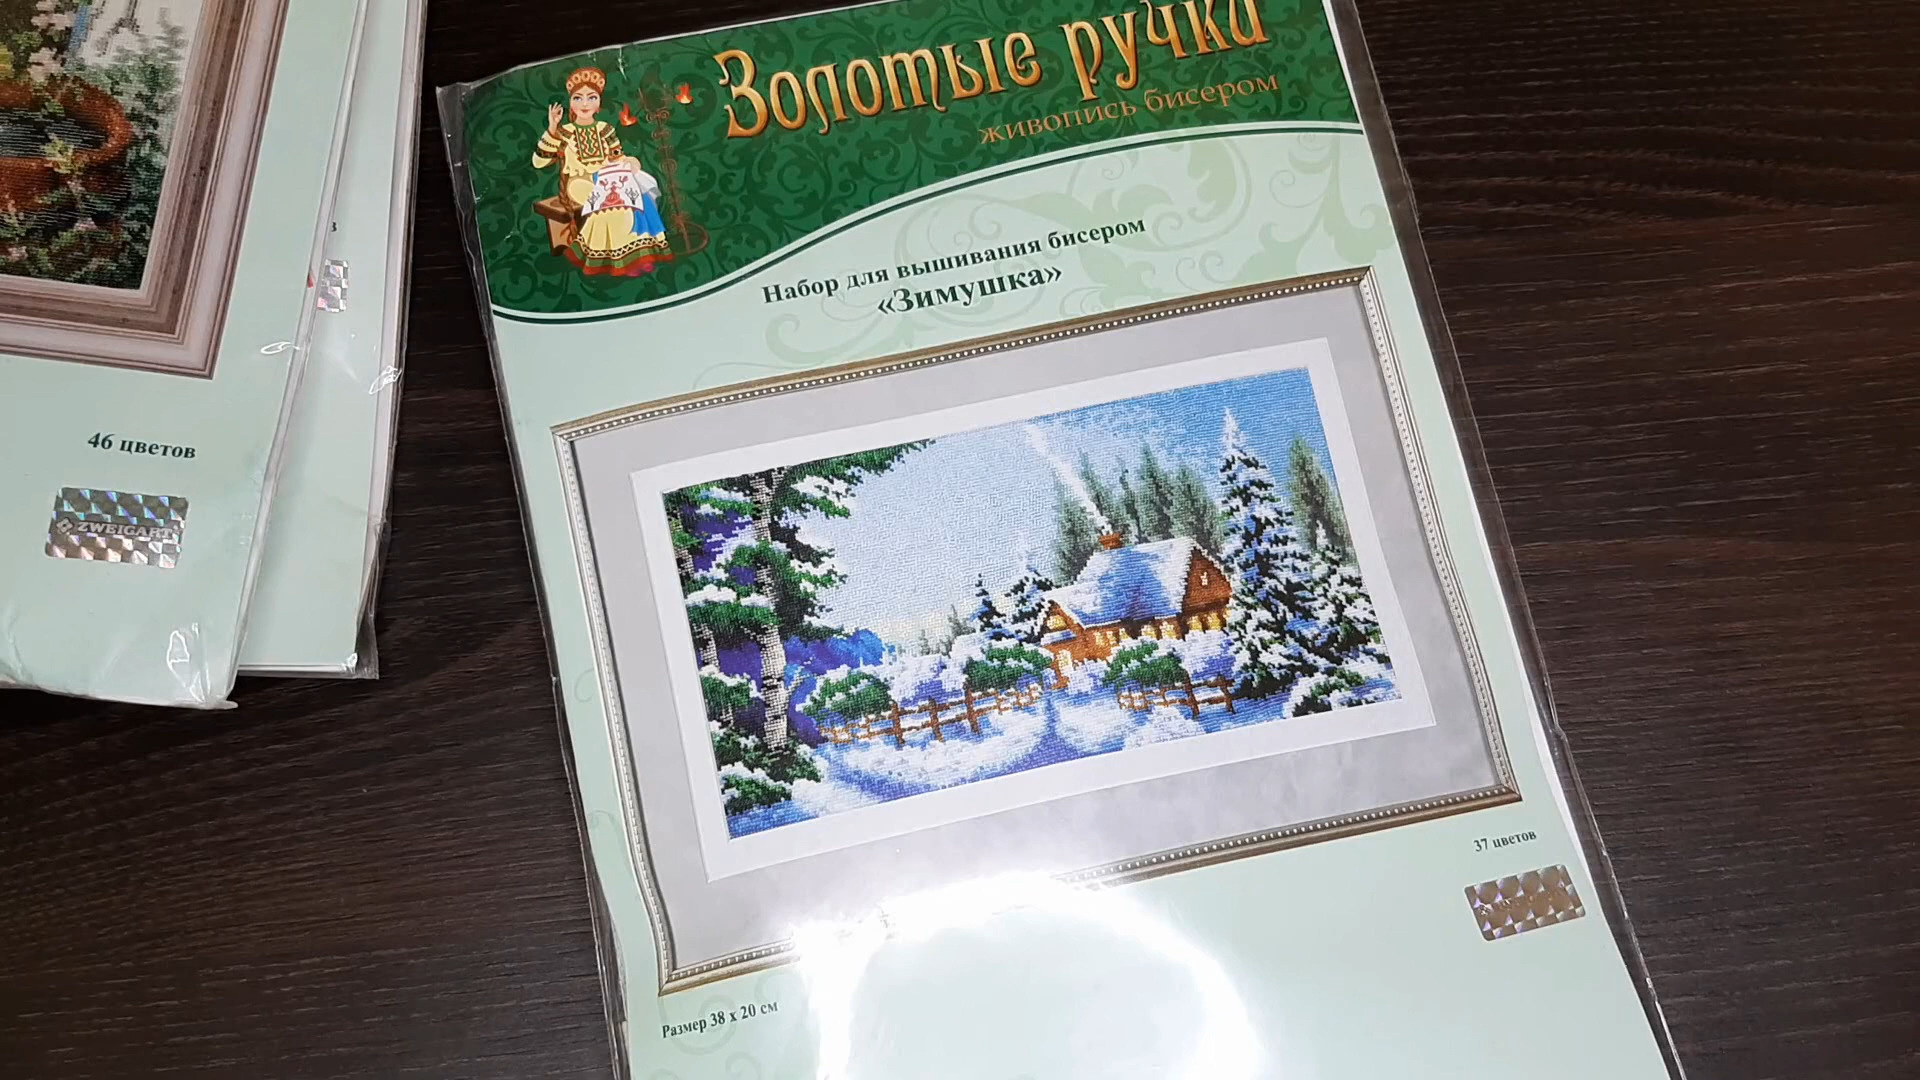 Золотые ручки
живопись бисером
Набор для вышивания бисером
«Зимушка»
37 цветов
Размер 38 x 20 см
46 цветов
ZWEIGART